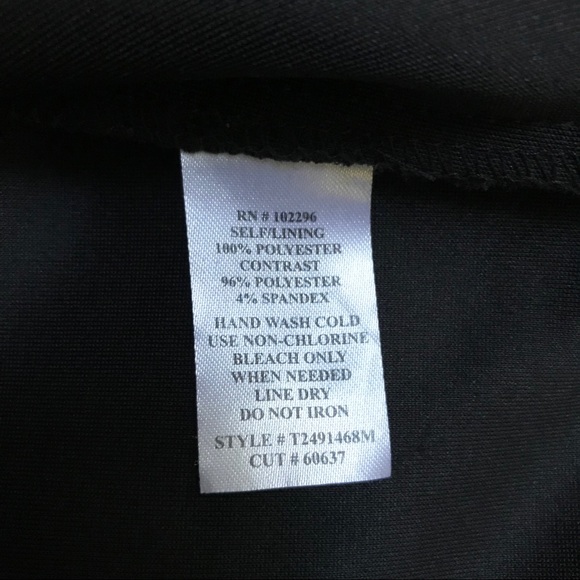 RN # 102296
SELF/LINING
100% POLYESTER
CONTRAST
96% POLYESTER
4% SPANDEX
HAND WASH COLD
USE NON-CHLORINE
BLEACH ONLY
WHEN NEEDED
LINE DRY
DO NOT IRON
STYLE # T2491468M
CUT # 60637